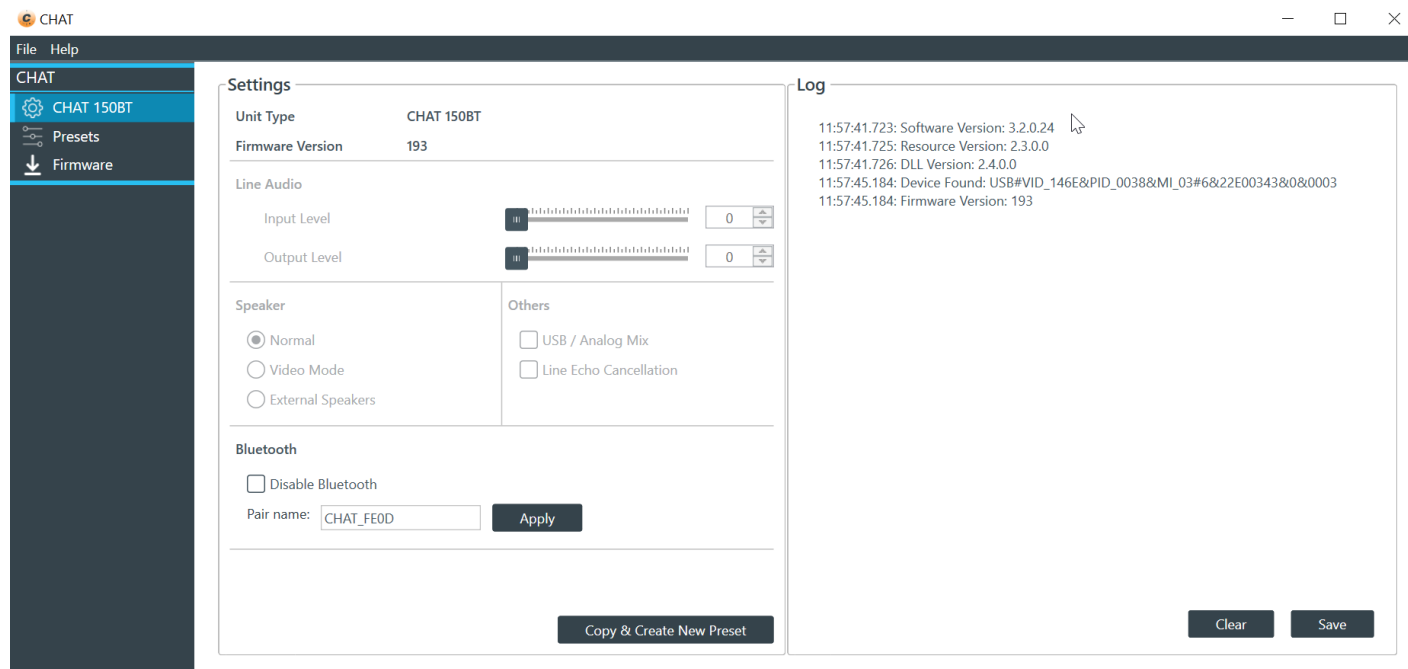 CHAT
File Help
CHAT
CHAT 150BT
Presets
Firmware
Settings
Unit Type CHAT 150BT
Firmware Version 193
Line Audio
Input Level 0
Output Level 0
Speaker
Normal
Video Mode
External Speakers
Others
USB / Analog Mix
Line Echo Cancellation
Bluetooth
Disable Bluetooth
Pair name: CHAT_FE0D Apply
Copy & Create New Preset
Log
11:57:41.723: Software Version: 3.2.0.24
11:57:41.725: Resource Version: 2.3.0.0
11:57:41.726: DLL Version: 2.4.0.0
11:57:45.184: Device Found: USB#VID_146E&PID_0038&MI_03#6&22E00343&0&0003
11:57:45.184: Firmware Version: 193
Clear Save